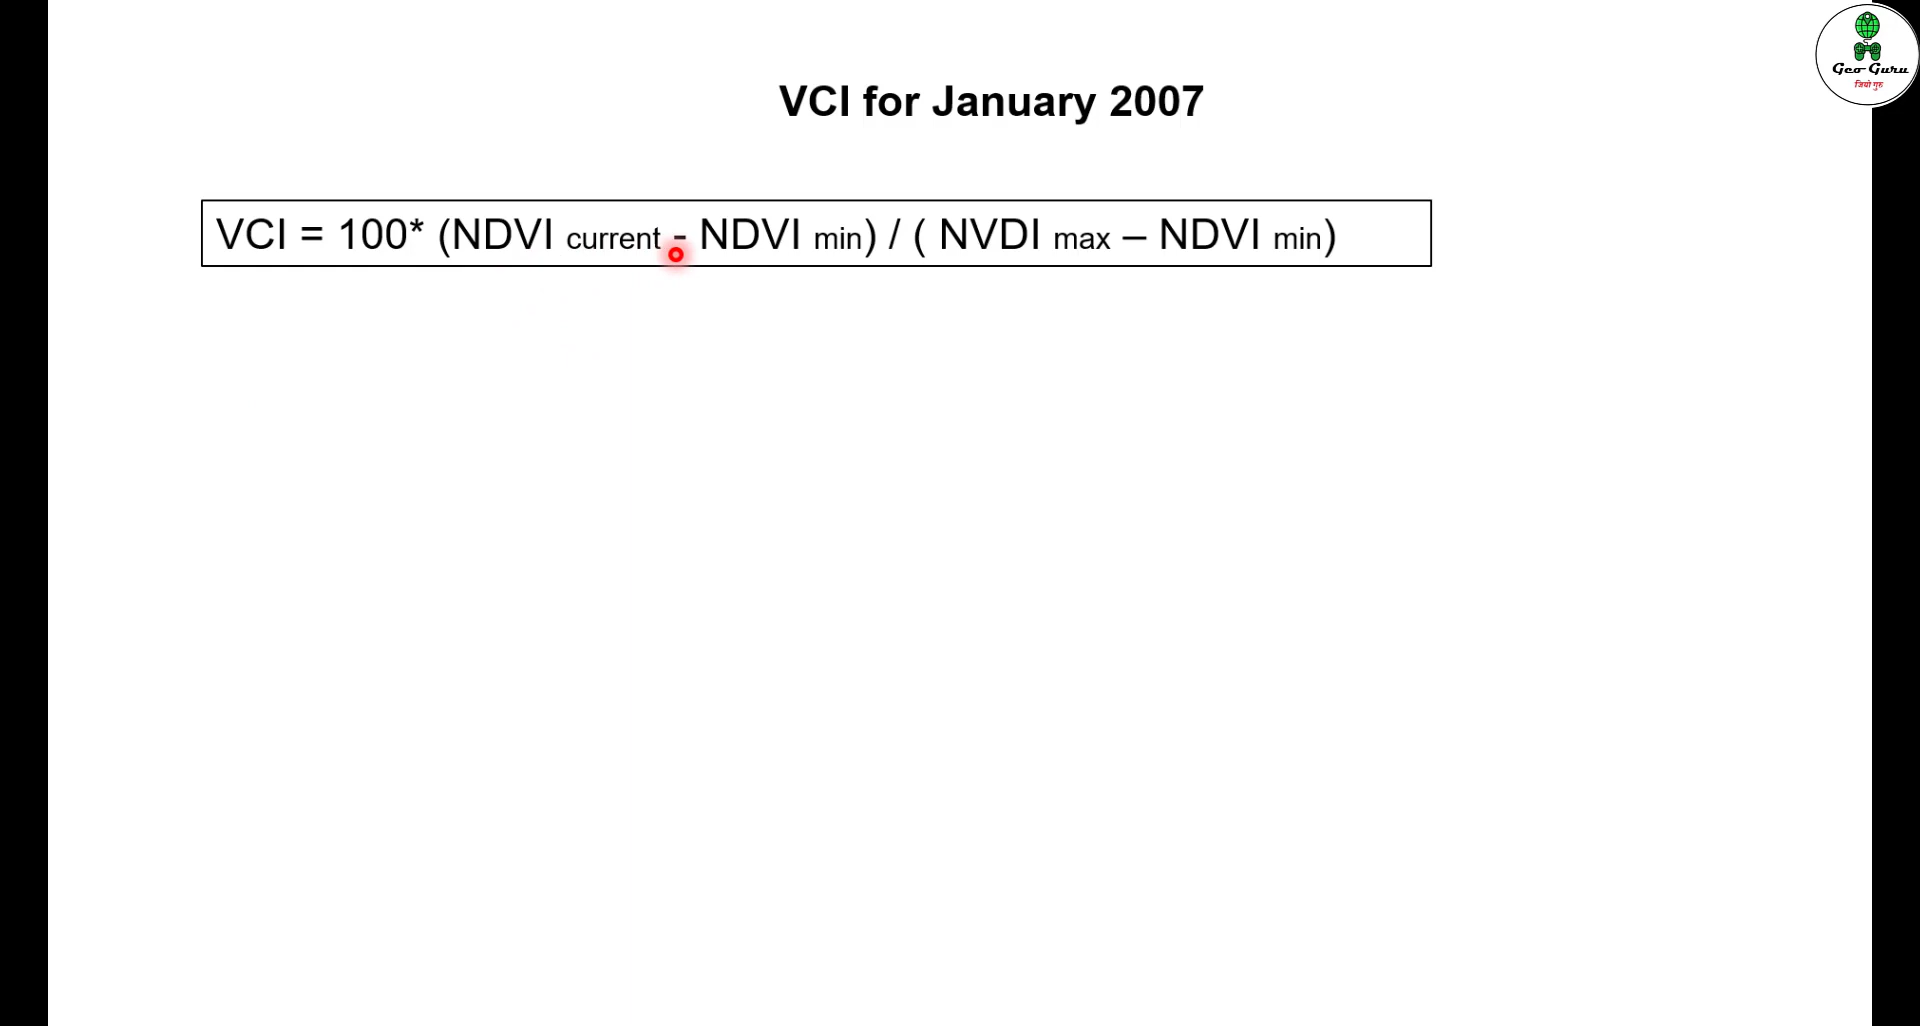 Geo Guru
जियो गुरु
VCI for January 2007
VCI = 100* (NDVI current - NDVI min) / ( NVDI max – NDVI min)